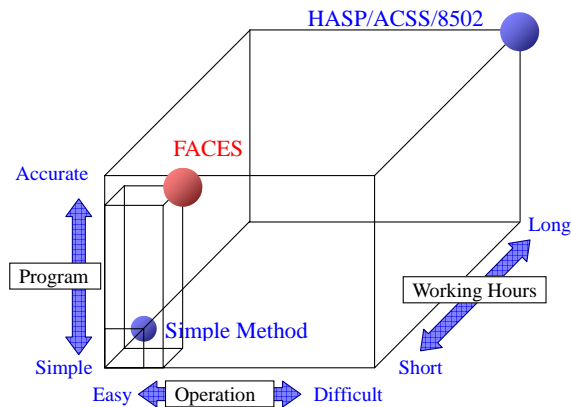 HASP/ACSS/8502
FACES
Accurate
Long
Program
Working Hours
Simple Method
Simple
Short
Easy
Operation
Difficult